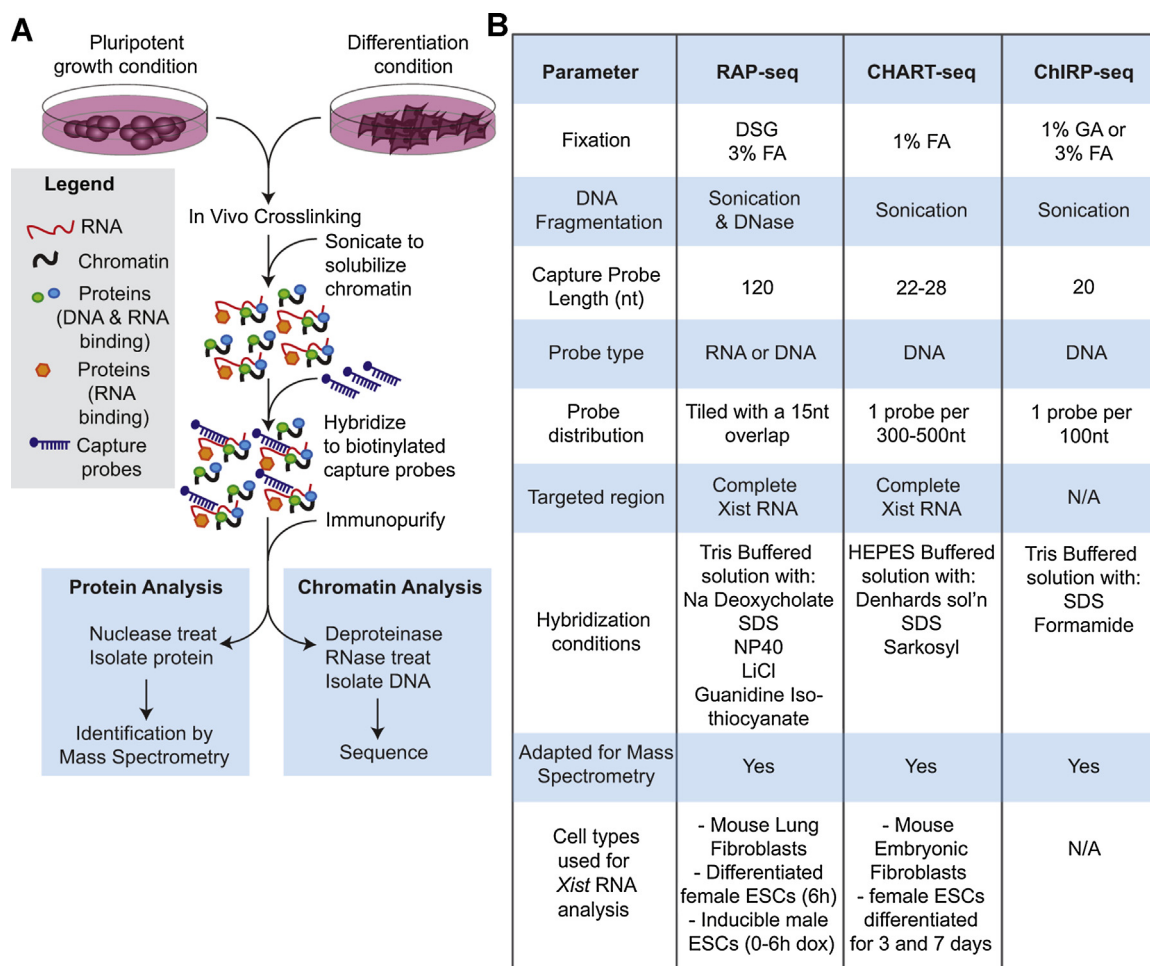 A
Pluripotent
growth condition
Differentiation
condition
Legend
RNA
Chromatin
Proteins
(DNA & RNA
binding)
Proteins
(RNA
binding)
Capture
probes
In Vivo Crosslinking
Sonicate to
solubilize
chromatin
Hybridize
to biotinylated
capture probes
Immunopurify
Protein Analysis
Nuclease treat
Isolate protein
Identification by
Mass Spectrometry
Chromatin Analysis
Deproteinase
RNase treat
Isolate DNA
Sequence
B
Parameter
RAP-seq
CHART-seq
ChIRP-seq
Fixation
DSG
3% FA
1% FA
1% GA or
3% FA
DNA
Fragmentation
Sonication
& DNase
Sonication
Sonication
Capture Probe
Length (nt)
120
22-28
20
Probe type
RNA or DNA
DNA
DNA
Probe
distribution
Tiled with a 15nt
overlap
1 probe per
300-500nt
1 probe per
100nt
Targeted region
Complete
Xist RNA
Complete
Xist RNA
N/A
Hybridization
conditions
Tris Buffered
solution with:
Na Deoxycholate
SDS
NP40
LiCl
Guanidine Iso-
thiocyanate
HEPES Buffered
solution with:
Denhards sol'n
SDS
Sarkosyl
Tris Buffered
solution with:
SDS
Formamide
Adapted for Mass
Spectrometry
Yes
Yes
Yes
Cell types
used for
Xist RNA
analysis
- Mouse Lung
Fibroblasts
- Differentiated
female ESCs (6h)
- Inducible male
ESCs (0-6h dox)
- Mouse
Embryonic
Fibroblasts
- female ESCs
differentiated
for 3 and 7 days
N/A